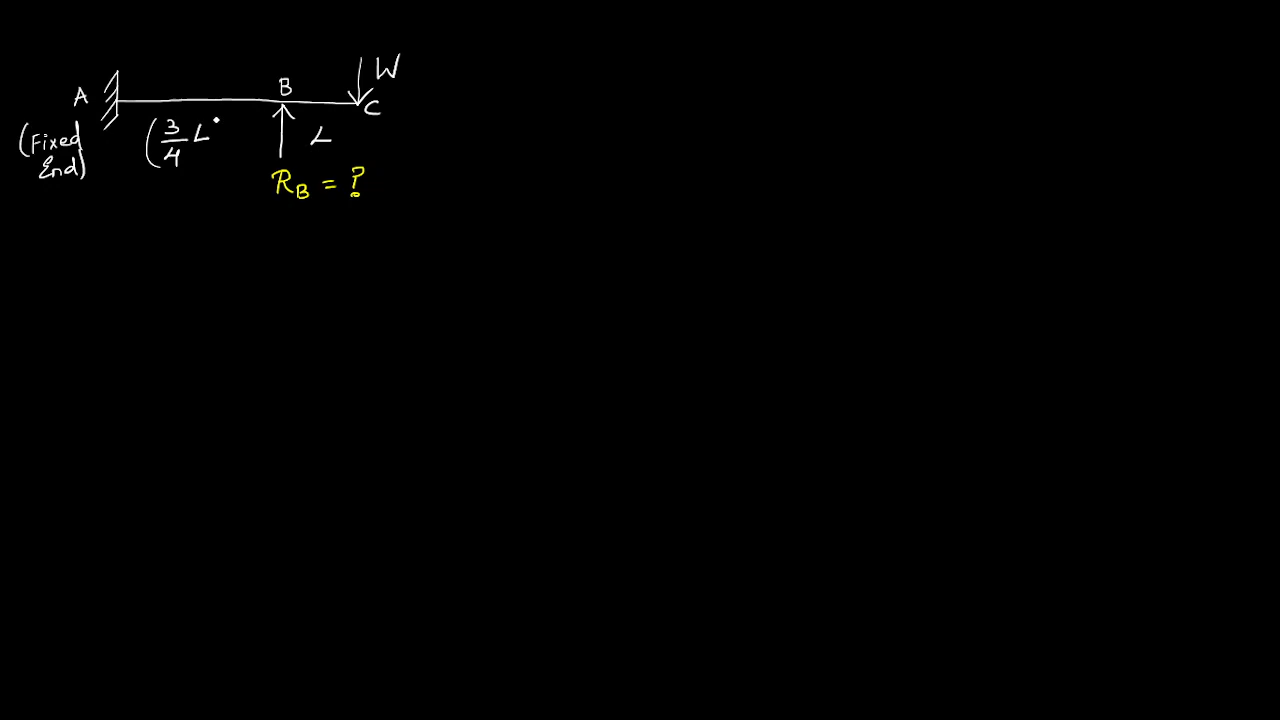 W
B
A
C
(Fixed End)
(3/4 L
L
R_B = ?